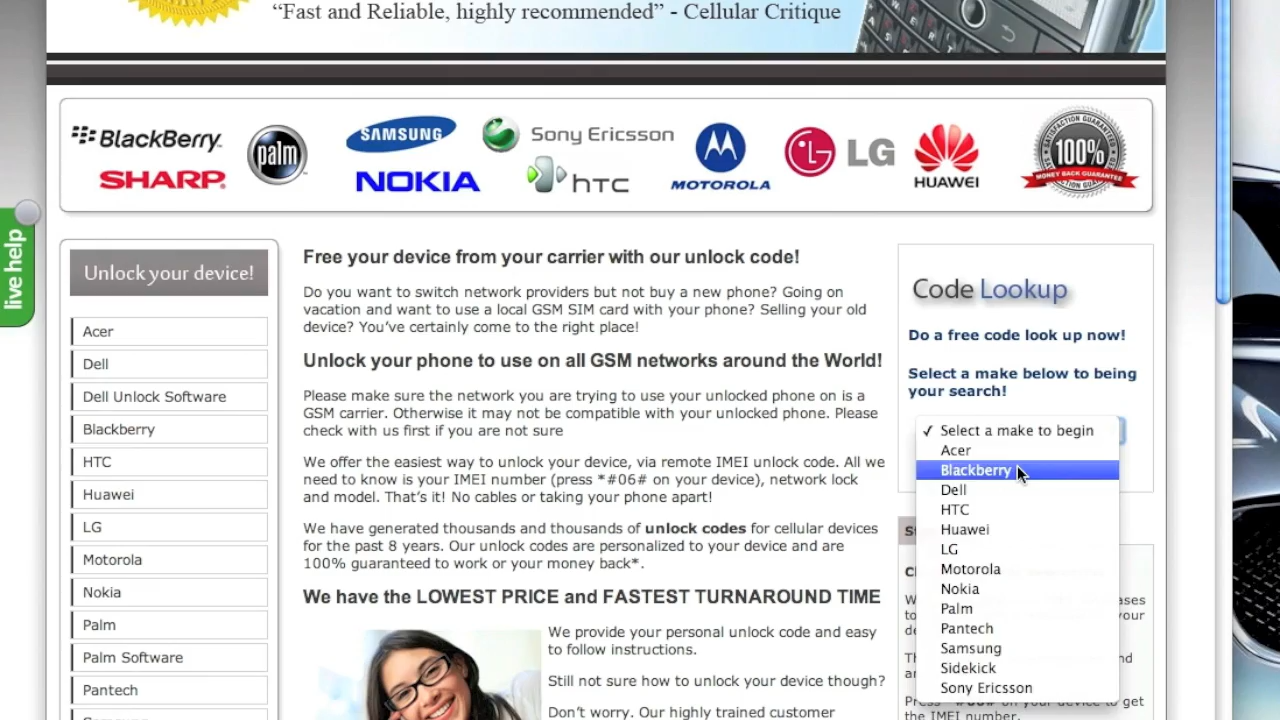 “Fast and Reliable, highly recommended” - Cellular Critique
BlackBerry.
palm
SAMSUNG
Sony Ericsson
MOTOROLA
LG
HUAWEI
SATISFACTION GUARANTEED
100%
MONEY BACK GUARANTEE
SHARP
NOKIA
hTC
live help
Unlock your device!
Acer
Dell
Dell Unlock Software
Blackberry
HTC
Huawei
LG
Motorola
Nokia
Palm
Palm Software
Pantech
Free your device from your carrier with our unlock code!
Do you want to switch network providers but not buy a new phone? Going on
vacation and want to use a local GSM SIM card with your phone? Selling your old
device? You’ve certainly come to the right place!
Unlock your phone to use on all GSM networks around the World!
Please make sure the network you are trying to use your unlocked phone on is a
GSM carrier. Otherwise it may not be compatible with your unlocked phone. Please
check with us first if you are not sure
We offer the easiest way to unlock your device, via remote IMEI unlock code. All we
need to know is your IMEI number (press *#06# on your device), network lock
and model. That’s it! No cables or taking your phone apart!
We have generated thousands and thousands of unlock codes for cellular devices
for the past 8 years. Our unlock codes are personalized to your device and are
100% guaranteed to work or your money back*.
We have the LOWEST PRICE and FASTEST TURNAROUND TIME
We provide your personal unlock code and easy
to follow instructions.
Still not sure how to unlock your device though?
Don’t worry. Our highly trained customer
Code Lookup
Do a free code look up now!
Select a make below to being
your search!
✓ Select a make to begin
Acer
Blackberry
Dell
HTC
Huawei
LG
Motorola
Nokia
Palm
Pantech
Samsung
Sidekick
Sony Ericsson
your
get
the IMEI number.